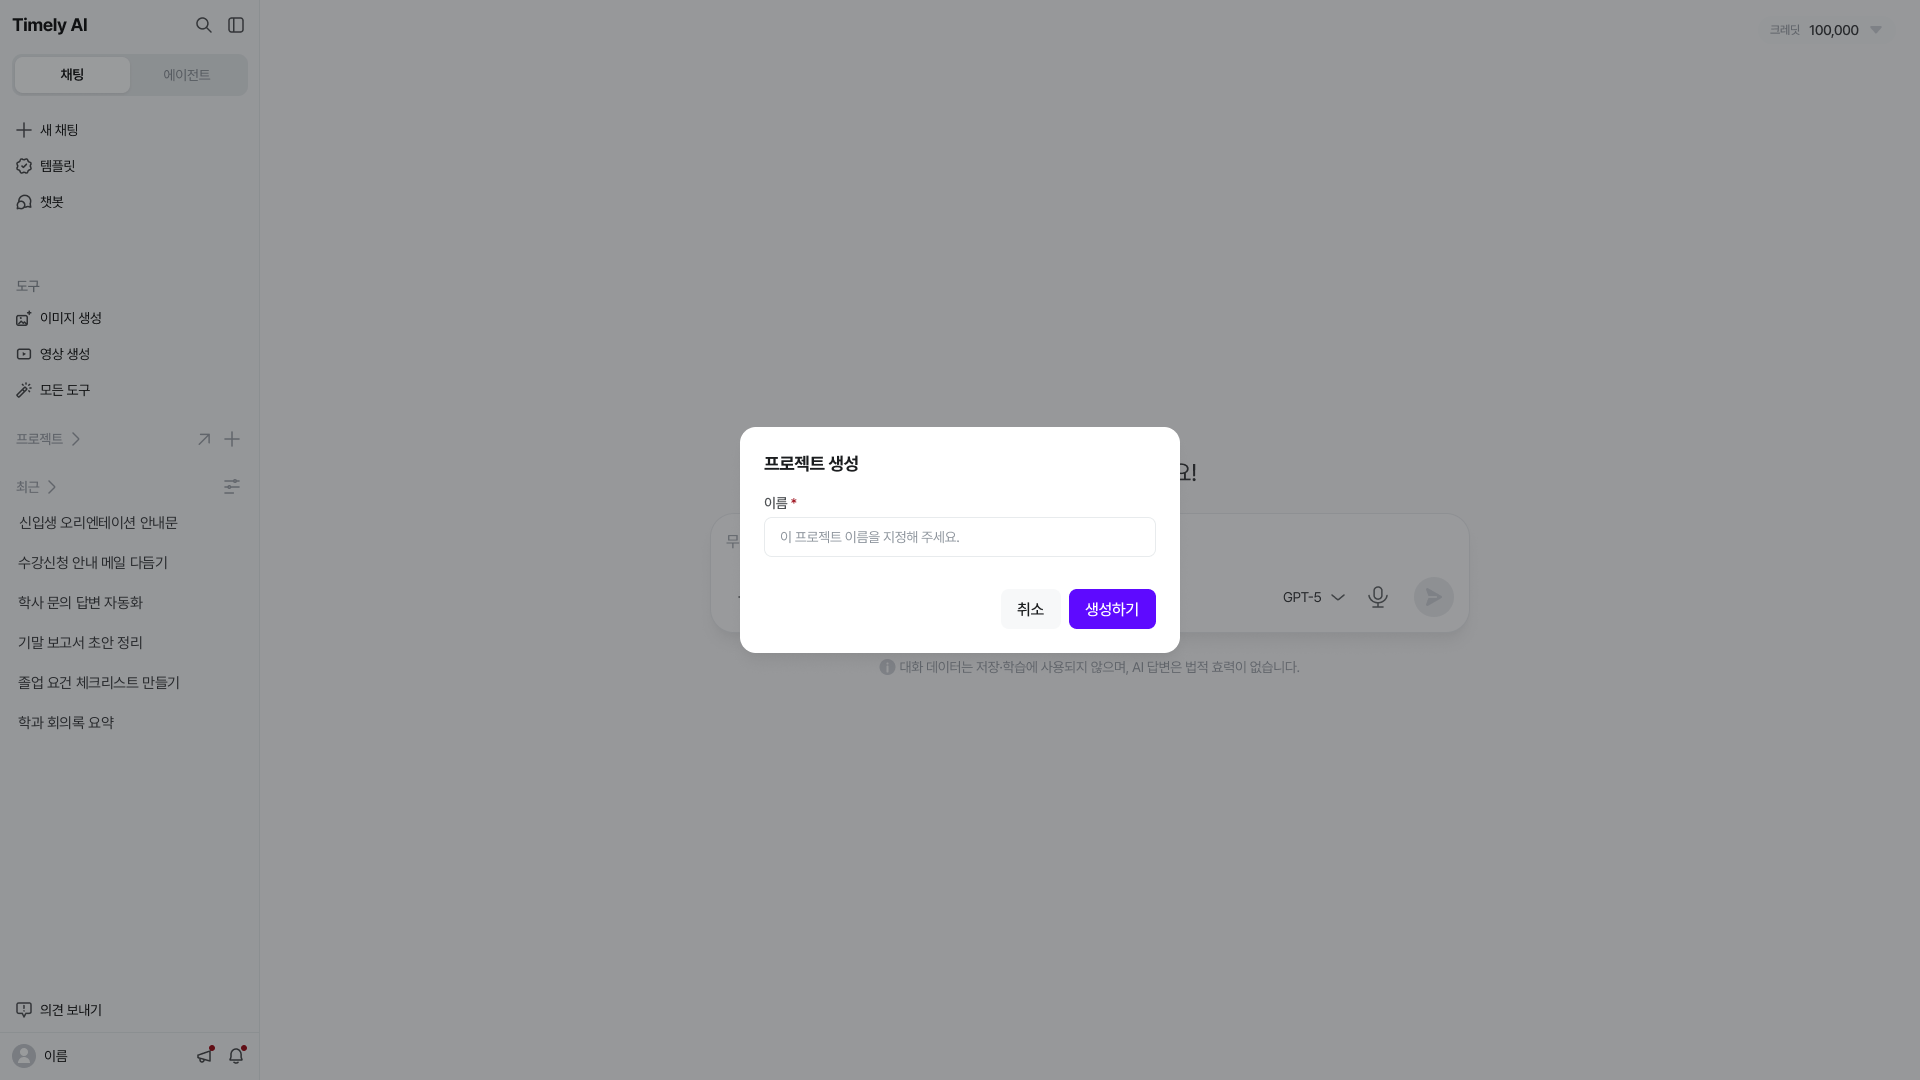 Timely AI
채팅
에이전트
새 채팅
템플릿
챗봇
도구
이미지 생성
영상 생성
모든 도구
프로젝트
최근
신입생 오리엔테이션 안내문
수강신청 안내 메일 다듬기
학사 문의 답변 자동화
기말 보고서 초안 정리
졸업 요건 체크리스트 만들기
학과 회의록 요약
의견 보내기
이름
크레딧 100,000
요!
프로젝트 생성
이름 *
이 프로젝트 이름을 지정해 주세요.
취소
생성하기
무
GPT-5
대화 데이터는 저장·학습에 사용되지 않으며, AI 답변은 법적 효력이 없습니다.